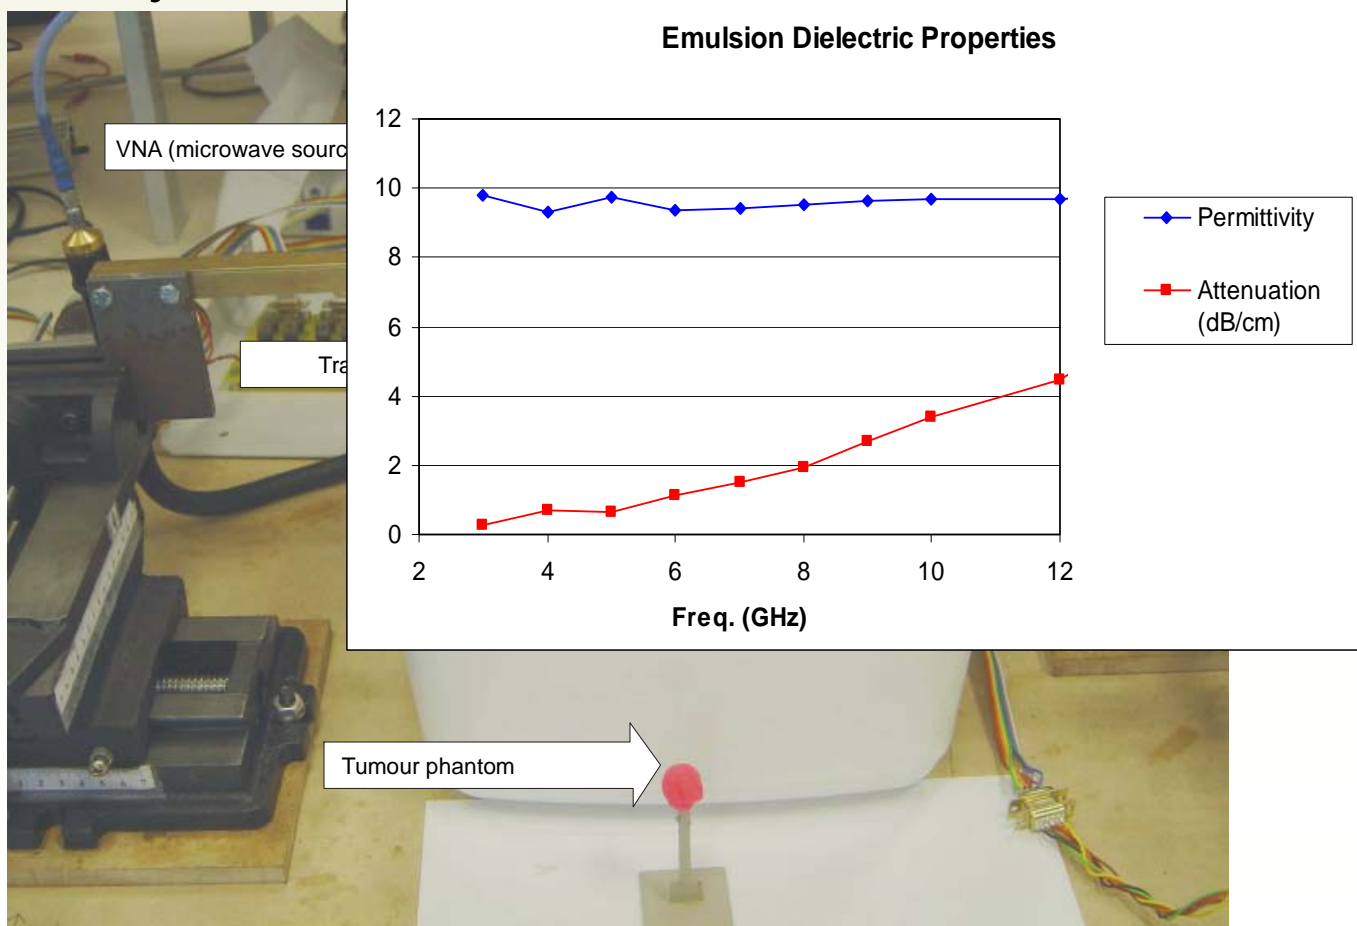 Emulsion Dielectric Properties
VNA (microwave sourc
Tra
12
10
8
6
4
2
0
2 4 6 8 10 12
Freq. (GHz)
Permittivity
Attenuation
(dB/cm)
Tumour phantom